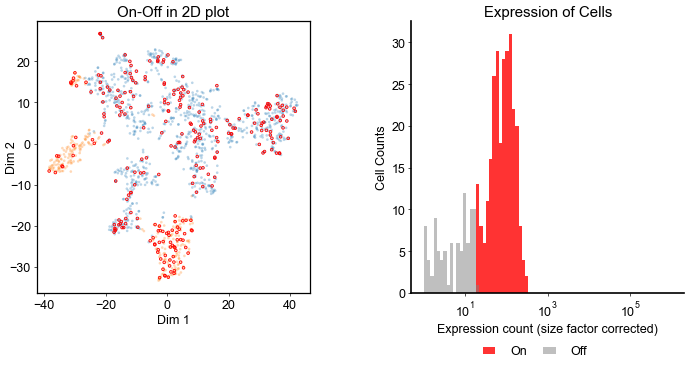 On-Off in 2D plot
20
10
0
−10
−20
−30
Dim 2
−40
−20
0
20
40
Dim 1
Expression of Cells
30
25
20
15
10
5
0
Cell Counts
10^1
10^3
10^5
Expression count (size factor corrected)
On
Off